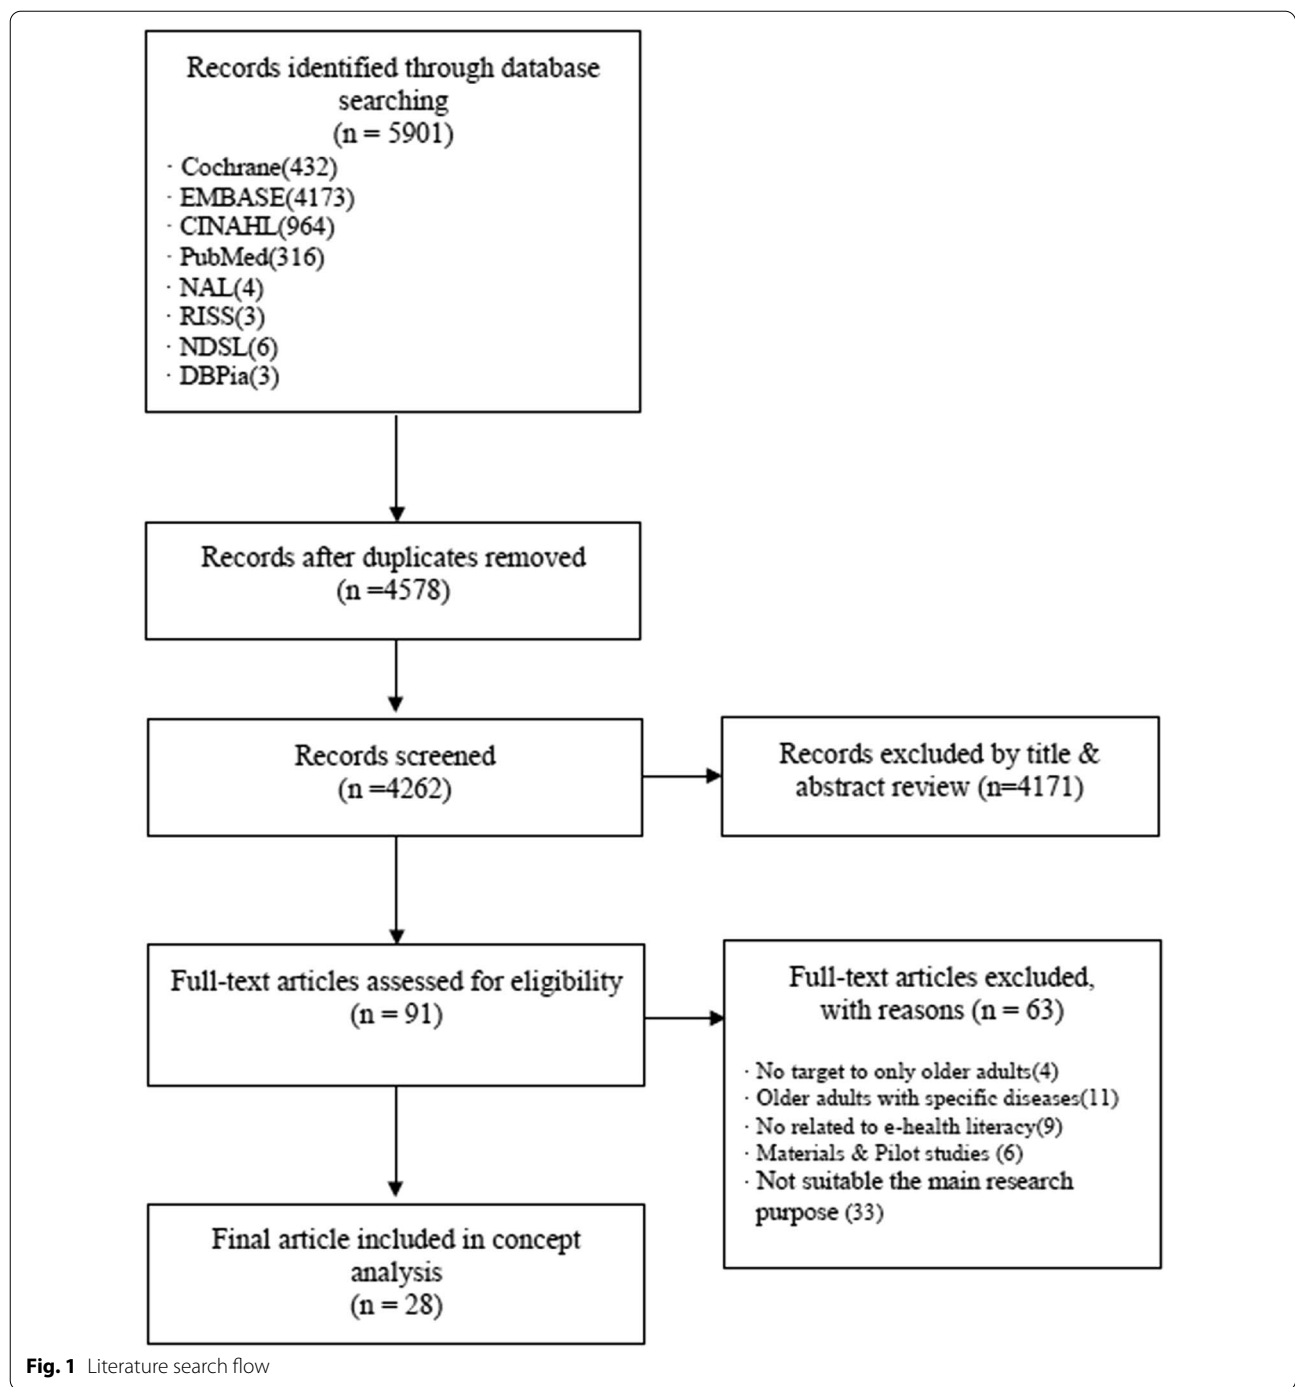 Records identified through database
searching
(n = 5901)
· Cochrane(432)
· EMBASE(4173)
· CINAHL(964)
· PubMed(316)
· NAL(4)
· RISS(3)
· NDSL(6)
· DBPia(3)
Records after duplicates removed
(n =4578)
Records screened
(n =4262)
Records excluded by title &
abstract review (n=4171)
Full-text articles assessed for eligibility
(n = 91)
Full-text articles excluded,
with reasons (n = 63)
· No target to only older adults(4)
· Older adults with specific diseases(11)
· No related to e-health literacy(9)
· Materials & Pilot studies (6)
· Not suitable the main research
purpose (33)
Final article included in concept
analysis
(n = 28)
Fig. 1 Literature search flow